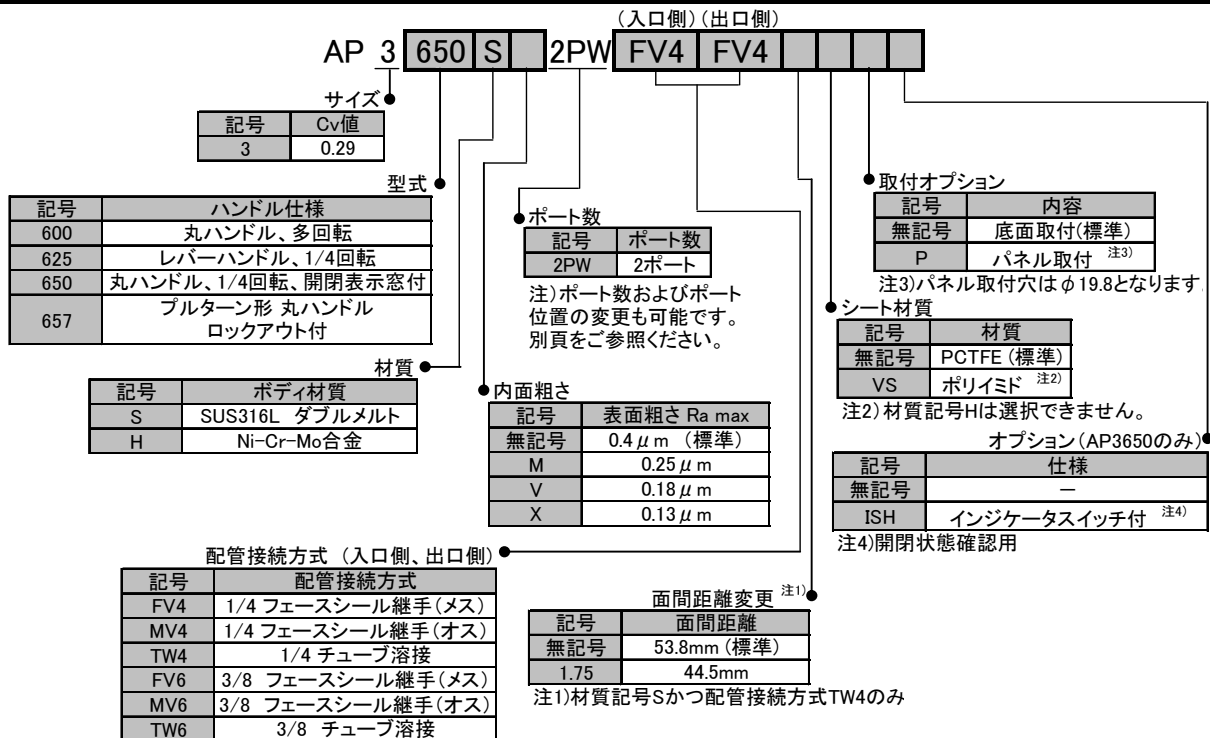 (入口側)(出口側)
AP 3 650 S 2PW FV4 FV4
サイズ
記号 Cv値
3 0.29
型式
記号 ハンドル仕様
600 丸ハンドル、多回転
625 レバーハンドル、1/4回転
650 丸ハンドル、1/4回転、開閉表示窓付
657 プルターン形 丸ハンドル
ロックアウト付
材質
記号 ボディ材質
S SUS316L ダブルメルト
H Ni-Cr-Mo合金
ポート数
記号 ポート数
2PW 2ポート
注)ポート数およびポート
位置の変更も可能です。
別頁をご参照ください。
内面粗さ
記号 表面粗さ Ra max
無記号 0.4μm (標準)
M 0.25μm
V 0.18μm
X 0.13μm
配管接続方式 (入口側、出口側)
記号 配管接続方式
FV4 1/4 フェースシール継手(メス)
MV4 1/4 フェースシール継手(オス)
TW4 1/4 チューブ溶接
FV6 3/8 フェースシール継手(メス)
MV6 3/8 フェースシール継手(オス)
TW6 3/8 チューブ溶接
面間距離変更 注1)
記号 面間距離
無記号 53.8mm (標準)
1.75 44.5mm
注1)材質記号Sかつ配管接続方式TW4のみ
取付オプション
記号 内容
無記号 底面取付(標準)
P パネル取付 注3)
注3)パネル取付穴はφ19.8となります.
シート材質
記号 材質
無記号 PCTFE (標準)
VS ポリイミド 注2)
注2)材質記号Hは選択できません。
オプション(AP3650のみ)
記号 仕様
無記号 −
ISH インジケータスイッチ付 注4)
注4)開閉状態確認用